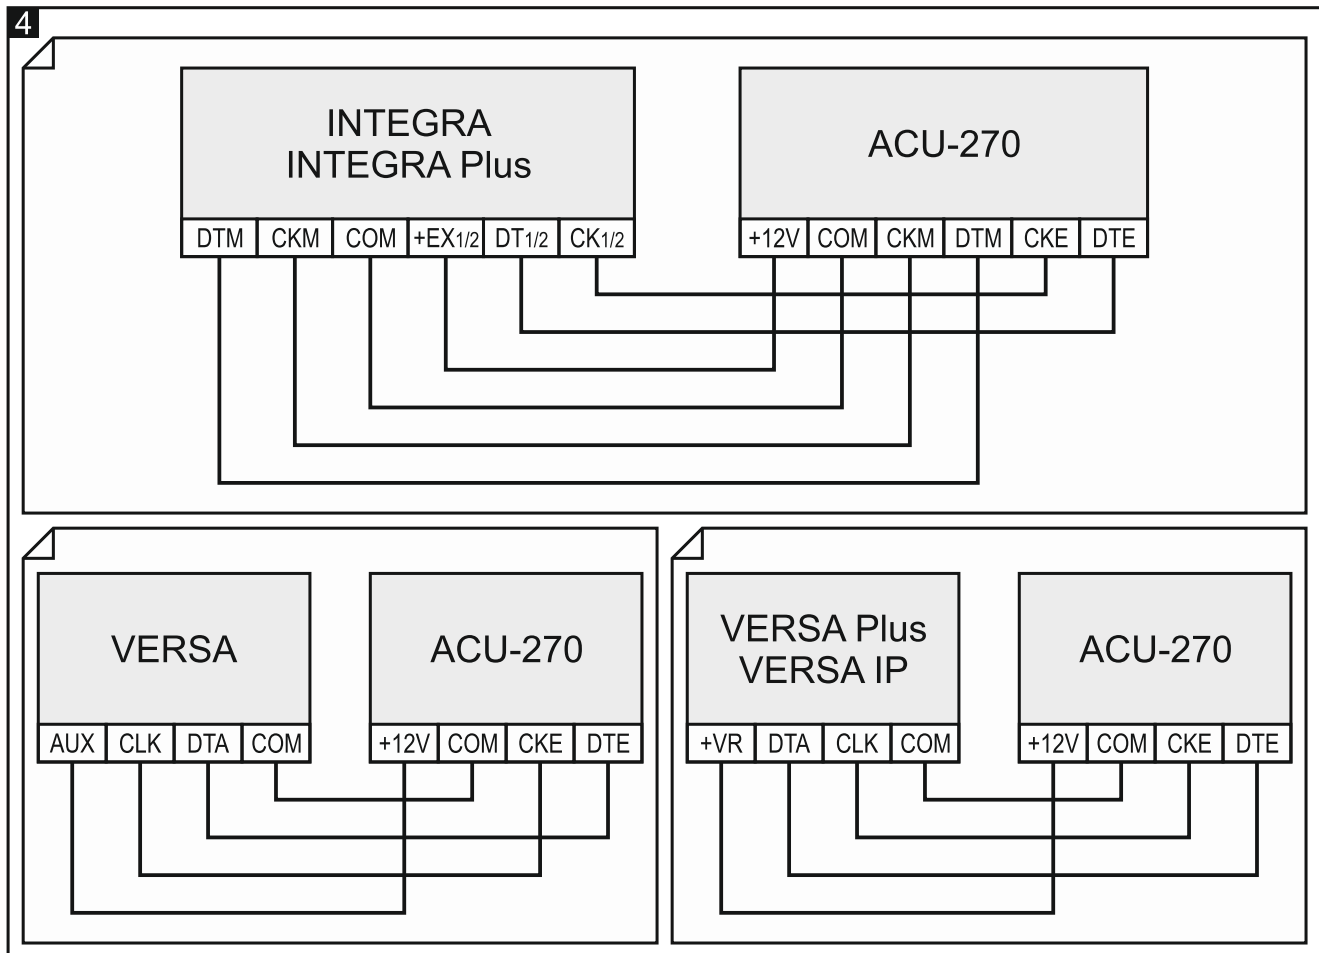 4
INTEGRA
INTEGRA Plus
ACU-270
DTM CKM COM +EX1/2 DT1/2 CK1/2
+12V COM CKM DTM CKE DTE
VERSA
ACU-270
AUX CLK DTA COM
+12V COM CKE DTE
VERSA Plus
VERSA IP
ACU-270
+VR DTA CLK COM
+12V COM CKE DTE